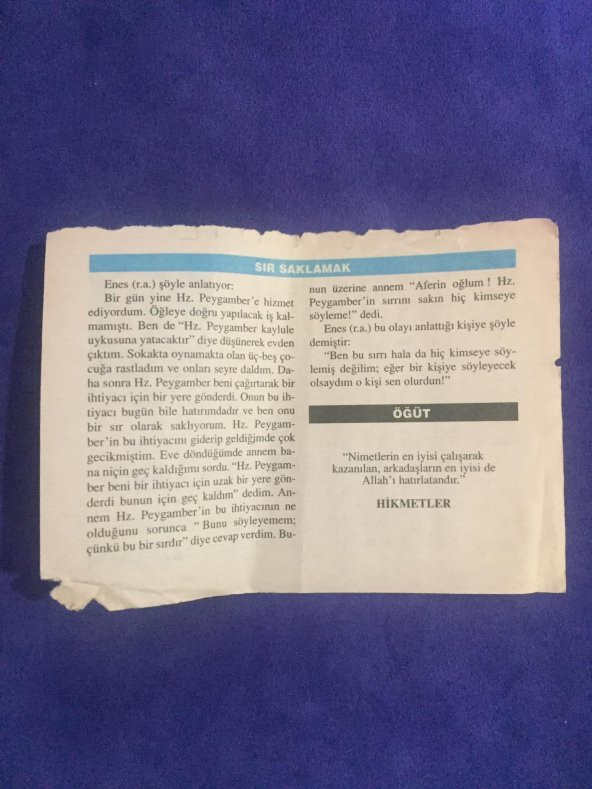 SIR SAKLAMAK
Enes (r.a.) şöyle anlatıyor:
Bir gün yine Hz. Peygamber'e hizmet
ediyordum. Öğleye doğru yapılacak iş kal-
mamıştı. Ben de "Hz. Peygamber kaylule
uykusuna yatacaktır" diye düşünerek evden
çıktım. Sokakta oynamakta olan üç-beş ço-
cuğa rastladım ve onları seyre daldım. Da-
ha sonra Hz. Peygamber beni çağırtarak bir
ihtiyacı için bir yere gönderdi. Onun bu ih-
tiyacı bugün bile hatırımdadır ve ben onu
bir sır olarak saklıyorum. Hz. Peygam-
ber'in bu ihtiyacını giderip geldiğimde çok
gecikmiştim. Eve döndüğümde annem ba-
na niçin geç kaldığımı sordu. "Hz. Peygam-
ber beni bir ihtiyacı için uzak bir yere gön-
derdi bunun için geç kaldım" dedim. An-
nem Hz. Peygamber'in bu ihtiyacının ne
olduğunu sorunca " Bunu söyleyemem;
çünkü bu bir sırdır" diye cevap verdim. Bu-
nun üzerine annem "Aferin oğlum ! Hz.
Peygamber'in sırrını sakın hiç kimseye
söyleme!" dedi.
Enes (r.a.) bu olayı anlattığı kişiye şöyle
demiştir:
"Ben bu sırrı hala da hiç kimseye söy-
lemiş değilim; eğer bir kişiye söyleyecek
olsaydım o kişi sen olurdun!"
ÖĞÜT
"Nimetlerin en iyisi çalışarak
kazanılan, arkadaşların en iyisi de
Allah'ı hatırlatandır."
HİKMETLER